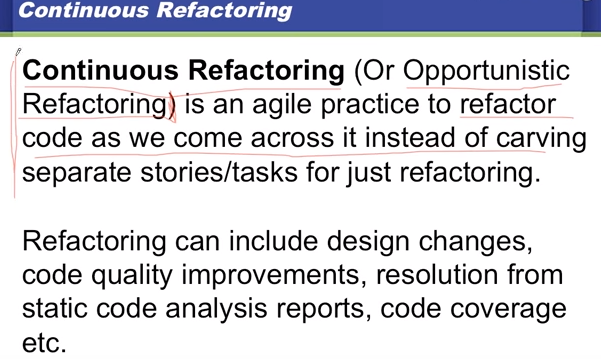 Continuous Refactoring
Continuous Refactoring (Or Opportunistic
Refactoring) is an agile practice to refactor
code as we come across it instead of carving
separate stories/tasks for just refactoring.
Refactoring can include design changes,
code quality improvements, resolution from
static code analysis reports, code coverage
etc.